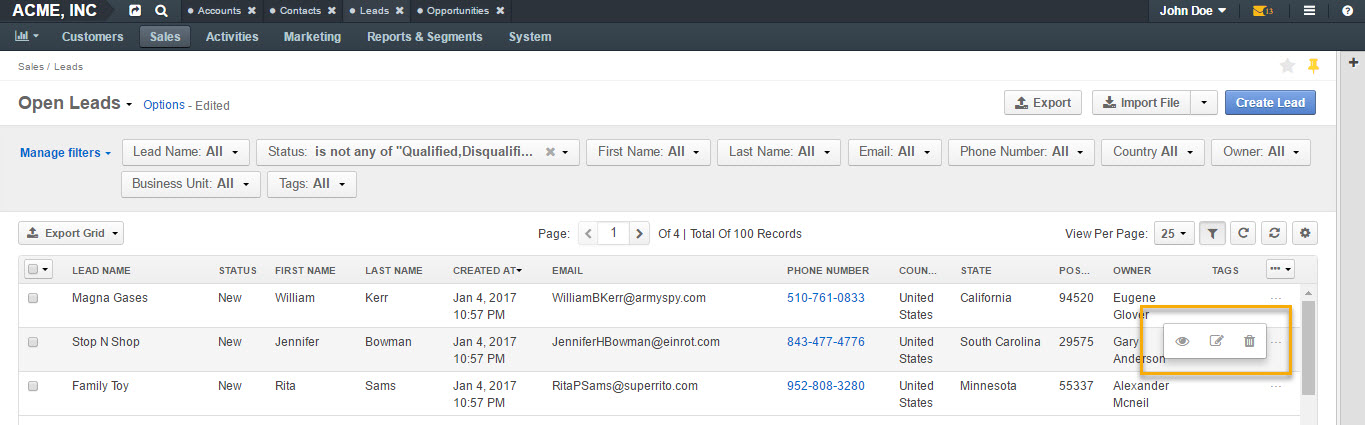 ACME, INC Accounts Contacts Leads Opportunities John Doe 13
Customers Sales Activities Marketing Reports & Segments System
Sales / Leads
Open Leads Options - Edited Export Import File Create Lead
Manage filters Lead Name: All Status: is not any of "Qualified,Disqualifi... First Name: All Last Name: All Email: All Phone Number: All Country All Owner: All
Business Unit: All Tags: All
Export Grid Page: 1 Of 4 | Total Of 100 Records View Per Page: 25
LEAD NAME STATUS FIRST NAME LAST NAME CREATED AT EMAIL PHONE NUMBER COUN... STATE POS... OWNER TAGS
Magna Gases New William Kerr Jan 4, 2017 WilliamBKerr@armyspy.com 510-761-0833 United California 94520 Eugene
10:57 PM States Glover
Stop N Shop New Jennifer Bowman Jan 4, 2017 JenniferHBowman@einrot.com 843-477-4776 United South Carolina 29575 Gary
10:57 PM States Anderson
Family Toy New Rita Sams Jan 4, 2017 RitaPSams@superrito.com 952-808-3280 United Minnesota 55337 Alexander
10:57 PM States Mcneil